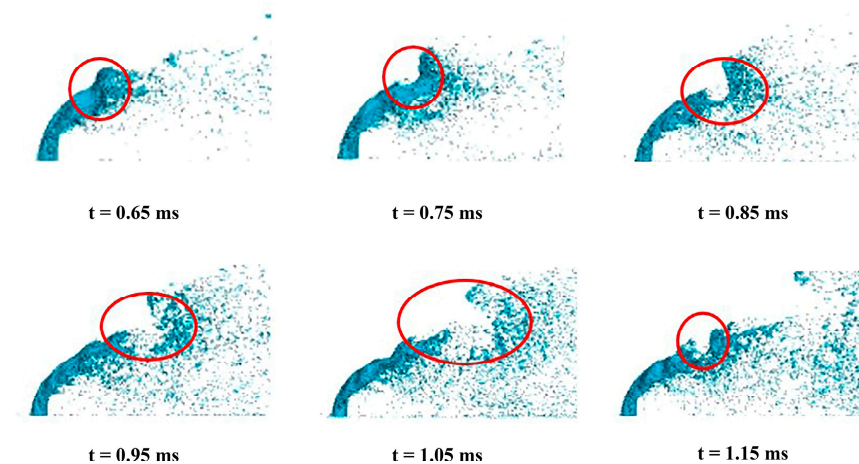 t = 0.65 ms
t = 0.75 ms
t = 0.85 ms
t = 0.95 ms
t = 1.05 ms
t = 1.15 ms